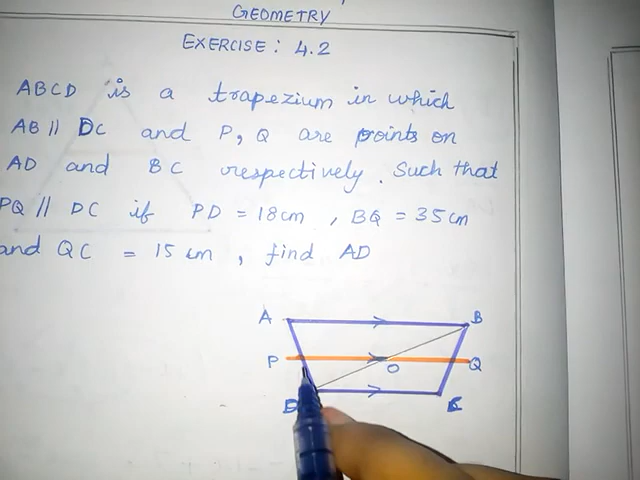 GEOMETRY
EXERCISE: 4.2
ABCD is a trapezium in which
AB || DC and P, Q are points on
AD and BC respectively. Such that
PQ || DC if PD = 18cm, BQ = 35cm
and QC = 15 cm, find AD
A B
P O Q
D C